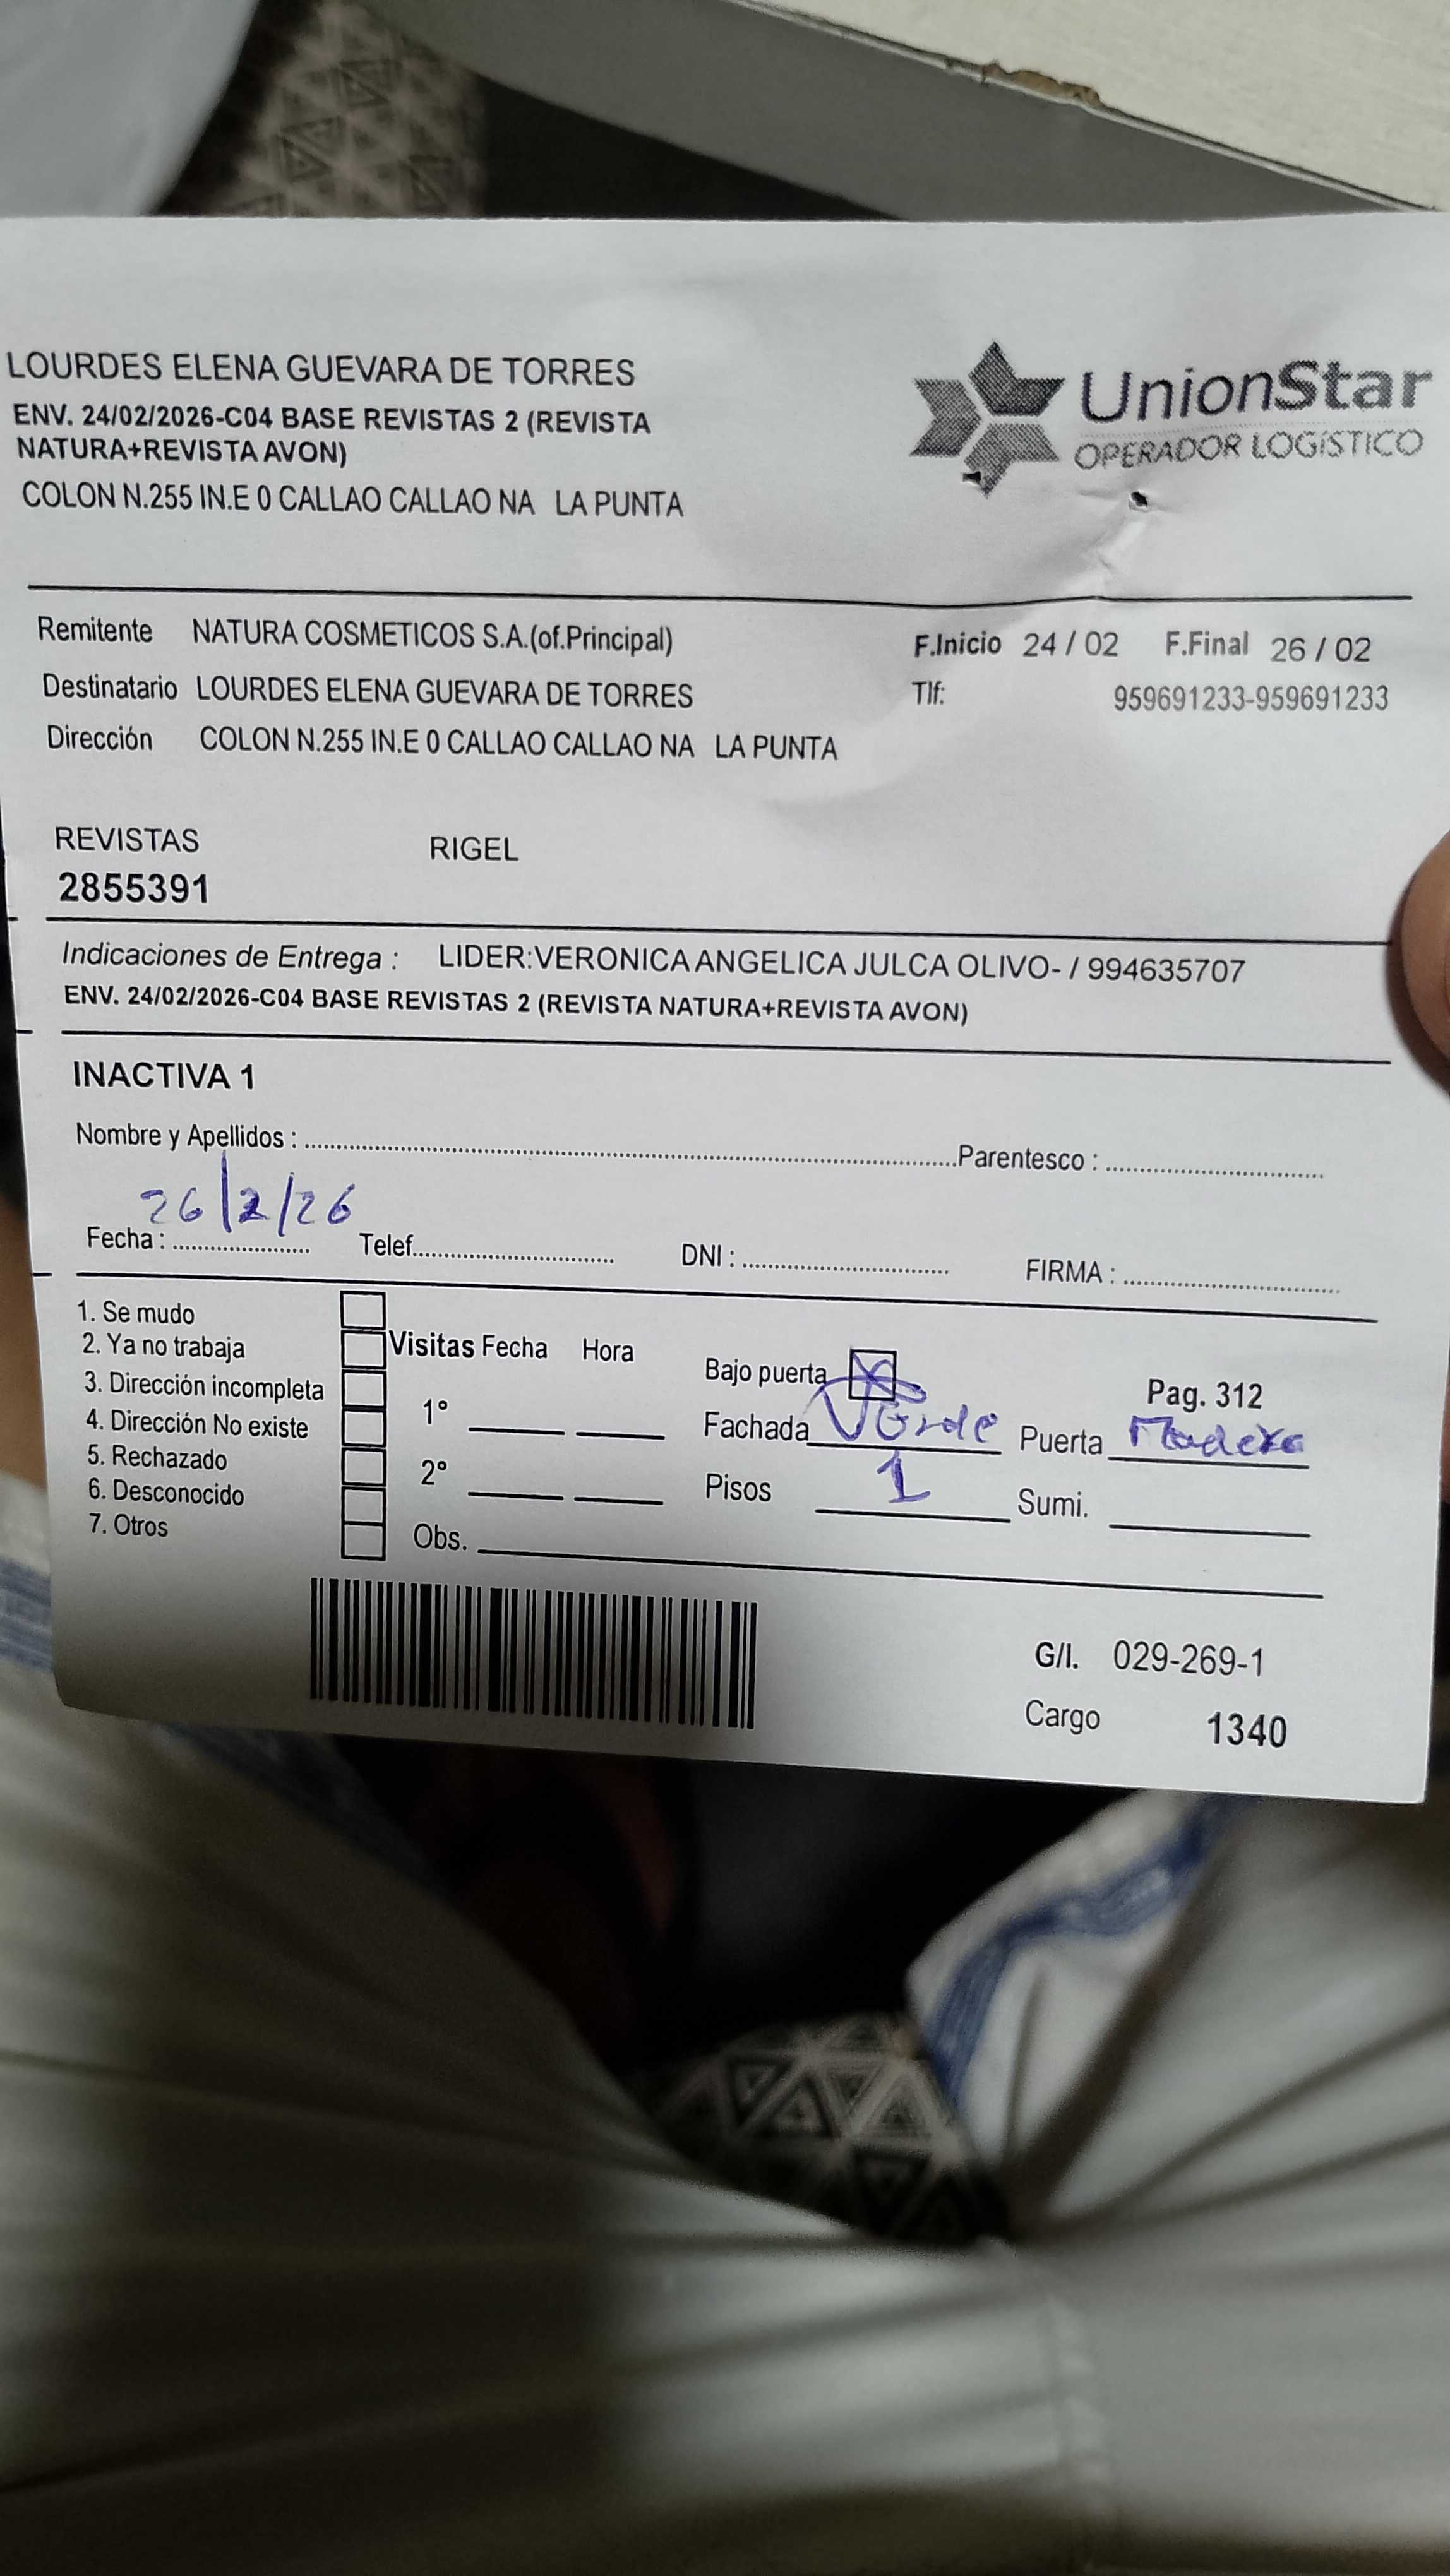 LOURDES ELENA GUEVARA DE TORRES
ENV. 24/02/2026-C04 BASE REVISTAS 2 (REVISTA
NATURA+REVISTA AVON)
COLON N.255 IN.E 0 CALLAO CALLAO NA LA PUNTA
UnionStar
OPERADOR LOGÍSTICO
Remitente NATURA COSMETICOS S.A.(of.Principal) F.Inicio 24 / 02 F.Final 26 / 02
Destinatario LOURDES ELENA GUEVARA DE TORRES Tlf: 959691233-959691233
Dirección COLON N.255 IN.E 0 CALLAO CALLAO NA LA PUNTA
REVISTAS RIGEL
2855391
Indicaciones de Entrega : LIDER:VERONICA ANGELICA JULCA OLIVO- / 994635707
ENV. 24/02/2026-C04 BASE REVISTAS 2 (REVISTA NATURA+REVISTA AVON)
INACTIVA 1
Nombre y Apellidos : Parentesco :
26/2/26
Fecha : Telef. DNI : FIRMA :
1. Se mudo
2. Ya no trabaja
3. Dirección incompleta
4. Dirección No existe
5. Rechazado
6. Desconocido
7. Otros
Visitas Fecha Hora
1°
2°
Obs.
Bajo puerta X Pag. 312
Fachada Verde Puerta Madera
Pisos 1 Sumi.
G/I. 029-269-1
Cargo 1340